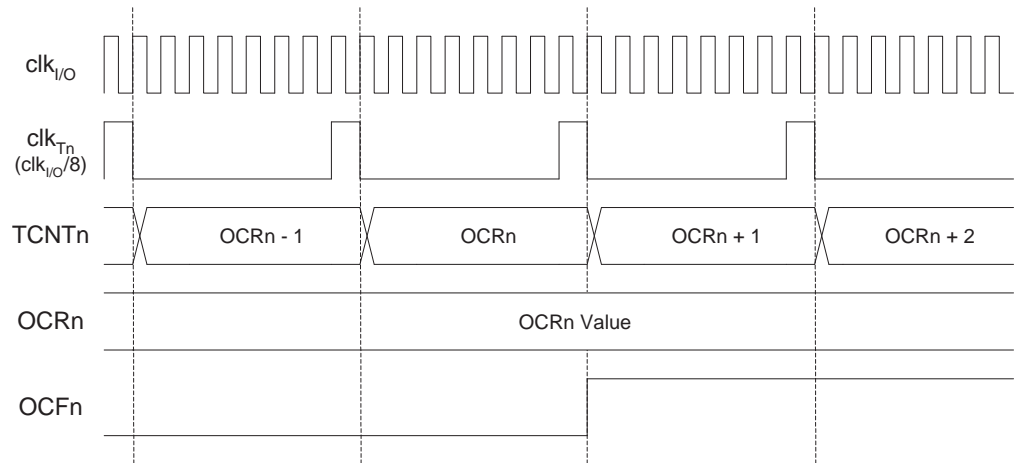 clkI/O
clkTn
(clkI/O/8)
TCNTn
OCRn - 1
OCRn
OCRn + 1
OCRn + 2
OCRn
OCRn Value
OCFn